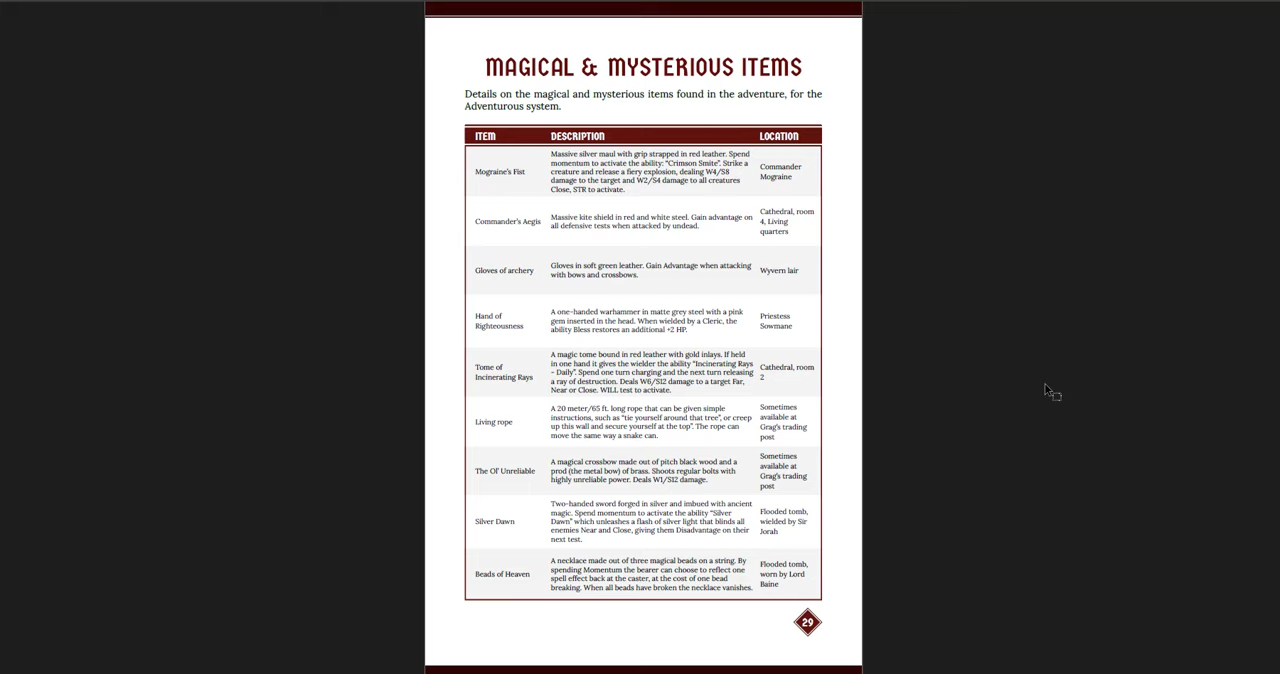 MAGICAL & MYSTERIOUS ITEMS
Details on the magical and mysterious items found in the adventure, for the
Adventurous system.
ITEM DESCRIPTION LOCATION
Mograine's Fist
Massive silver maul with grip strapped in red leather. Spend
momentum to activate the ability: "Crimson Smite". Strike a
creature and release a fiery explosion, dealing W4/S8
damage to the target and W2/S4 damage to all creatures
Close, STR to activate.
Commander
Mograine
Commander's Aegis
Massive kite shield in red and white steel. Gain advantage on
all defensive tests when attacked by undead.
Cathedral, room
4, Living
quarters
Gloves of archery
Gloves in soft green leather. Gain Advantage when attacking
with bows and crossbows.
Wyvern lair
Hand of
Righteousness
A one-handed warhammer in matte grey steel with a pink
gem inserted in the head. When wielded by a Cleric, the
ability Bless restores an additional +2 HP.
Priestess
Sowmane
Tome of
Incinerating Rays
A magic tome bound in red leather with gold inlays. If held
in one hand it gives the wielder the ability "Incinerating Rays
- Daily". Spend one turn charging and the next turn releasing
a ray of destruction. Deals W6/S12 damage to a target Far,
Near or Close. WILL test to activate.
Cathedral, room
2
Living rope
A 20 meter/65 ft. long rope that can be given simple
instructions, such as "tie yourself around that tree", or creep
up this wall and secure yourself at the top". The rope can
move the same way a snake can.
Sometimes
available at
Grag's trading
post
The Ol' Unreliable
A magical crossbow made out of pitch black wood and a
prod (the metal bow) of brass. Shoots regular bolts with
highly unreliable power. Deals W1/S12 damage.
Sometimes
available at
Grag's trading
post
Silver Dawn
Two-handed sword forged in silver and imbued with ancient
magic. Spend momentum to activate the ability "Silver
Dawn" which unleashes a flash of silver light that blinds all
enemies Near and Close, giving them Disadvantage on their
next test.
Flooded tomb,
wielded by Sir
Jorah
Beads of Heaven
A necklace made out of three magical beads on a string. By
spending Momentum the bearer can choose to reflect one
spell effect back at the caster, at the cost of one bead
breaking. When all beads have broken the necklace vanishes.
Flooded tomb,
worn by Lord
Baine
29